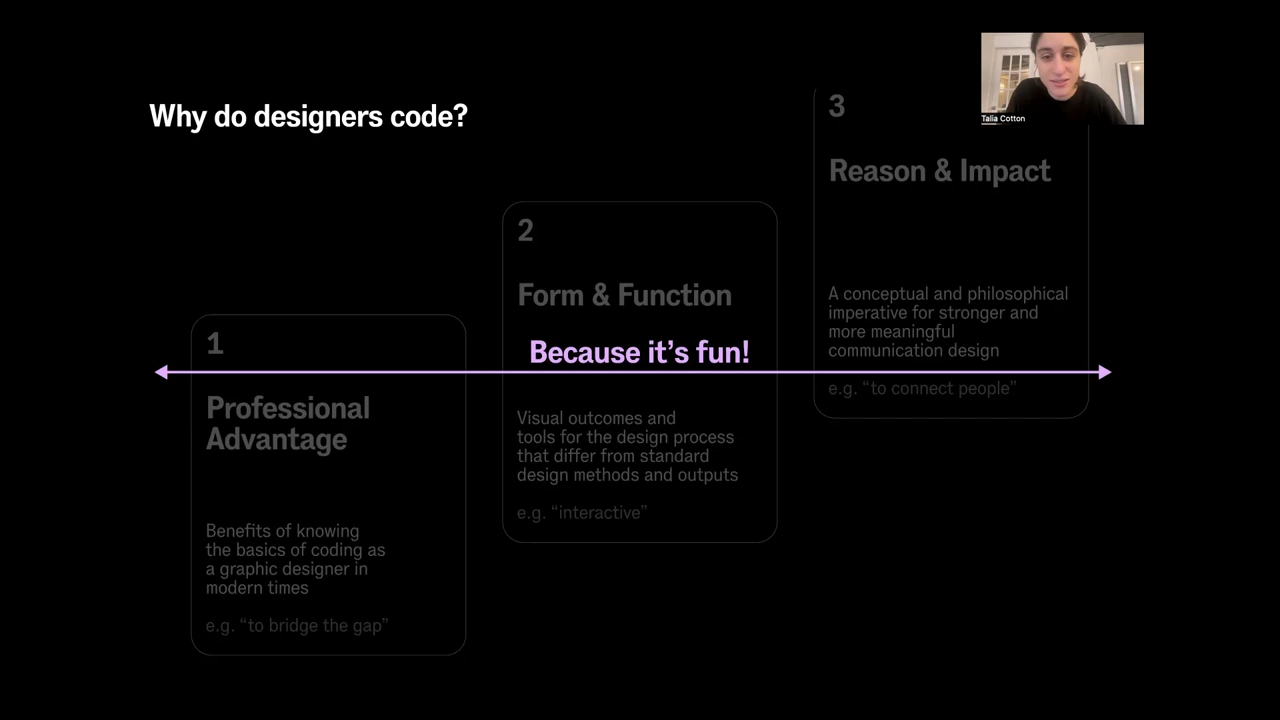 Why do designers code?
Talia Cotton
1
Professional
Advantage
Benefits of knowing
the basics of coding as
a graphic designer in
modern times
e.g. “to bridge the gap”
2
Form & Function
Because it’s fun!
Visual outcomes and
tools for the design process
that differ from standard
design methods and outputs
e.g. “interactive”
3
Reason & Impact
A conceptual and philosophical
imperative for stronger and
more meaningful
communication design
e.g. “to connect people”